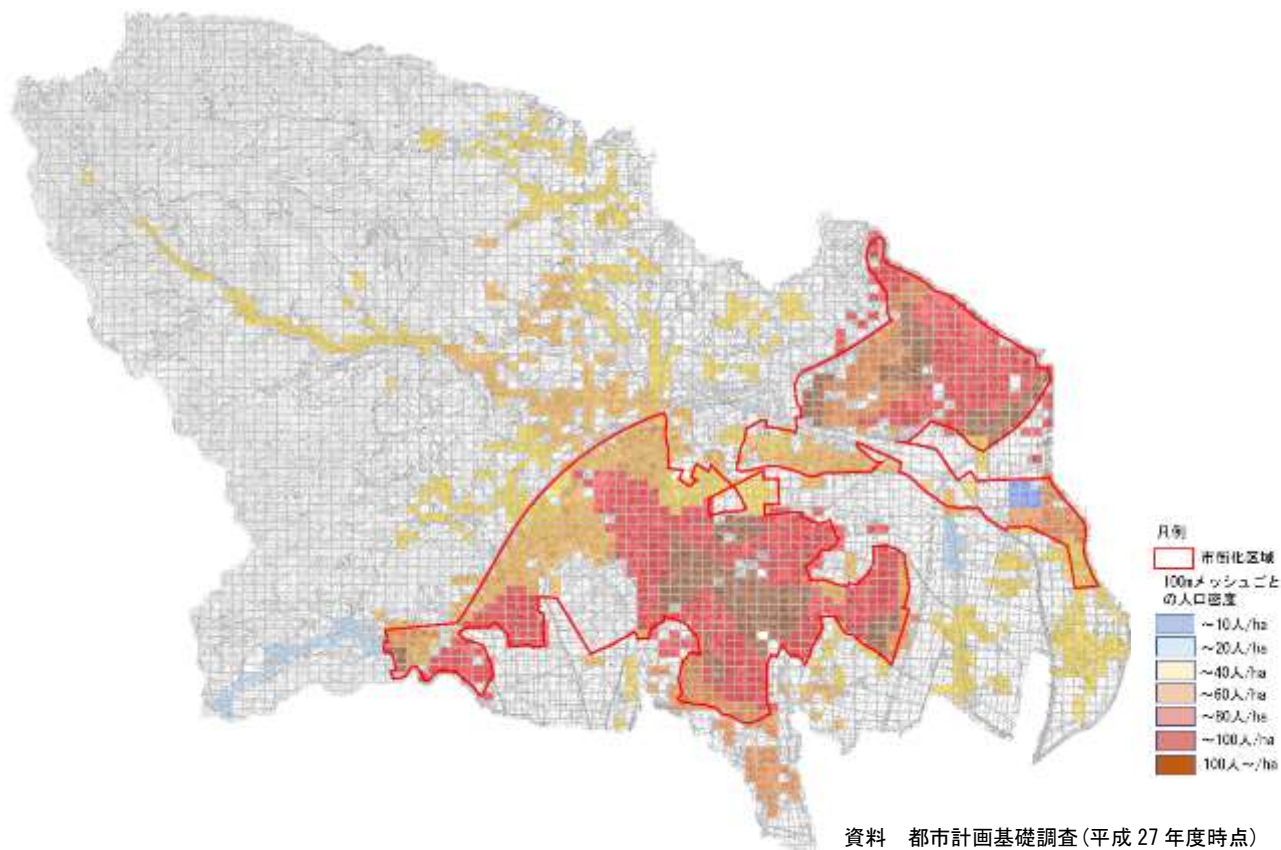 凡例
市街化区域
100mメッシュごと
の人口密度
～10人/ha
～20人/ha
～40人/ha
～60人/ha
～80人/ha
～100人/ha
100人～/ha
資料 都市計画基礎調査(平成27年度時点)